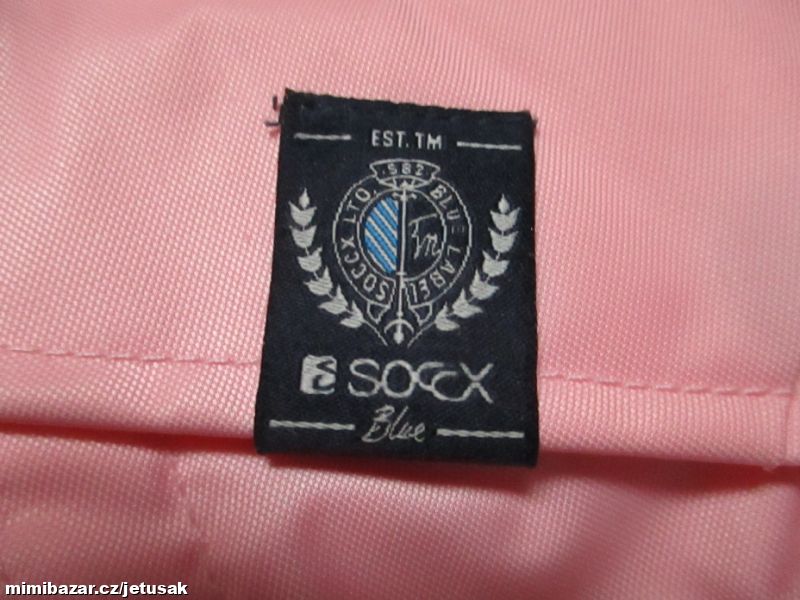 EST. TM
582
SOCCX LTD. BLUE LABEL
SOCCX
Blue
mimibazar.cz/jetusak